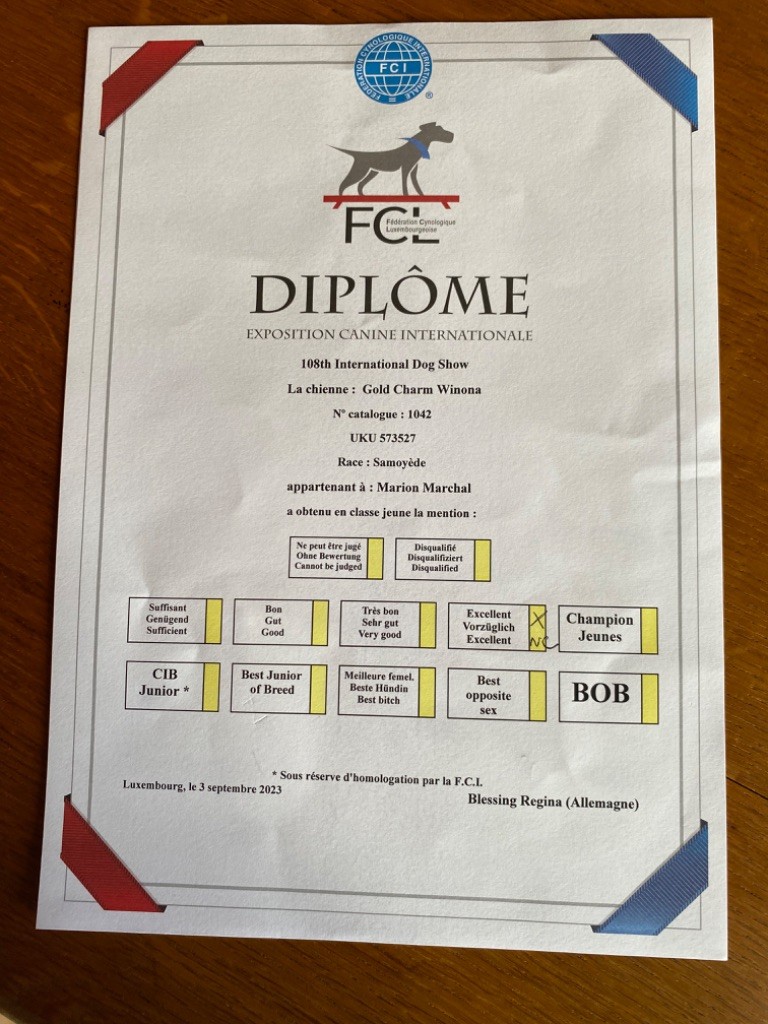 FÉDÉRATION CYNOLOGIQUE INTERNATIONALE
FCI
®
FCL
Fédération Cynologique
Luxembourgeoise
DIPLÔME
EXPOSITION CANINE INTERNATIONALE
108th International Dog Show
La chienne : Gold Charm Winona
N° catalogue : 1042
UKU 573527
Race : Samoyède
appartenant à : Marion Marchal
a obtenu en classe jeune la mention :
Ne peut être jugé
Ohne Bewertung
Cannot be judged
Disqualifié
Disqualifiziert
Disqualified
Suffisant
Genügend
Sufficient
Bon
Gut
Good
Très bon
Sehr gut
Very good
Excellent
Vorzüglich
Excellent
X
NC
Champion
Jeunes
CIB
Junior *
Best Junior
of Breed
Meilleure femel.
Beste Hündin
Best bitch
Best
opposite
sex
BOB
* Sous réserve d'homologation par la F.C.I.
Luxembourg, le 3 septembre 2023
Blessing Regina (Allemagne)